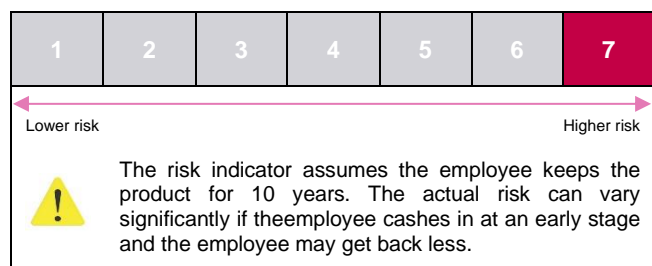 1 2 3 4 5 6 7
Lower risk Higher risk
The risk indicator assumes the employee keeps the
product for 10 years. The actual risk can vary
significantly if theemployee cashes in at an early stage
and the employee may get back less.